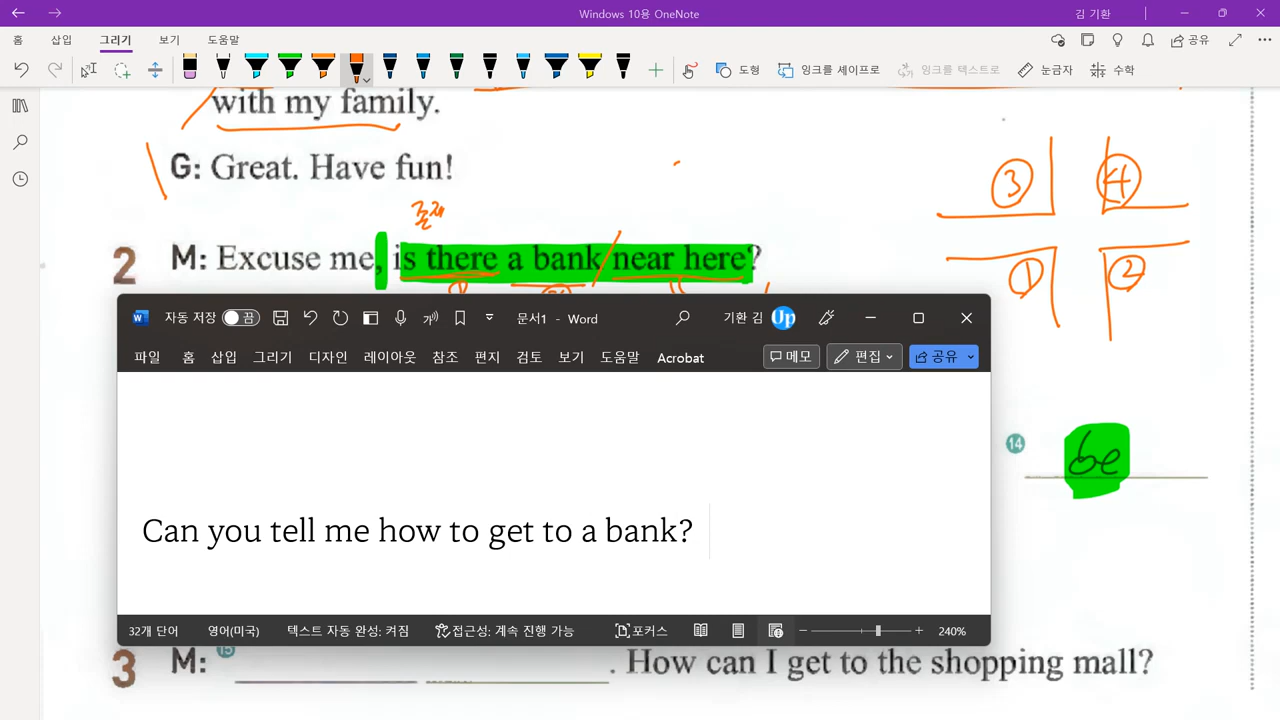 Windows 10용 OneNote
김 기환
홈 삽입 그리기 보기 도움말
공유
도형 잉크를 셰이프로 잉크를 텍스트로 눈금자 수학
with my family.
G: Great. Have fun!
존재
③ ④
2 M: Excuse me, is there a bank near here?
① ②
W 자동 저장 끔 가 문서1 - Word 기환 김 Up
파일 홈 삽입 그리기 디자인 레이아웃 참조 편지 검토 보기 도움말 Acrobat 메모 편집 공유
14 be
Can you tell me how to get to a bank?
32개 단어 영어(미국) 텍스트 자동 완성: 켜짐 접근성: 계속 진행 가능 포커스 240%
15
3 M: . How can I get to the shopping mall?